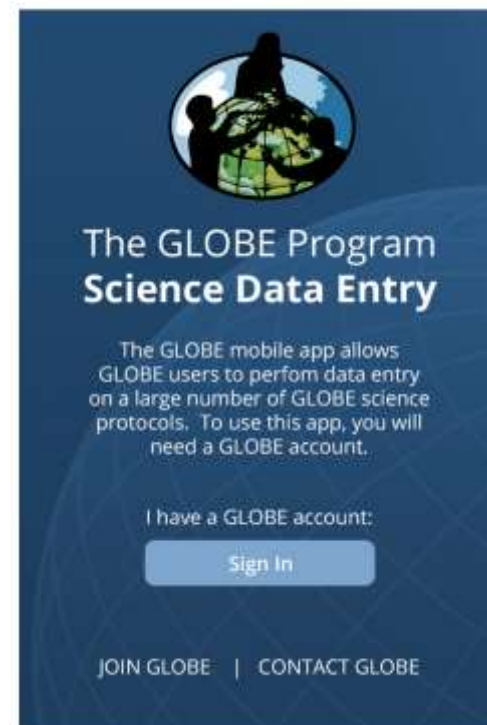 The GLOBE Program
Science Data Entry
The GLOBE mobile app allows
GLOBE users to perfom data entry
on a large number of GLOBE science
protocols. To use this app, you will
need a GLOBE account.
I have a GLOBE account:
Sign In
JOIN GLOBE | CONTACT GLOBE